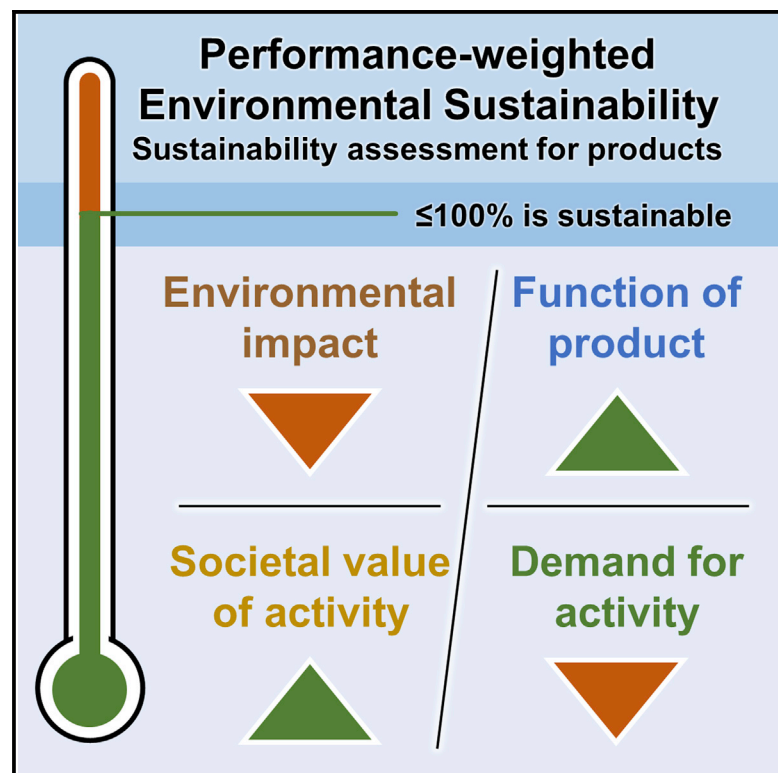 Performance-weighted
Environmental Sustainability
Sustainability assessment for products
≤100% is sustainable
Environmental
impact
Function of
product
Societal value
of activity
Demand for
activity